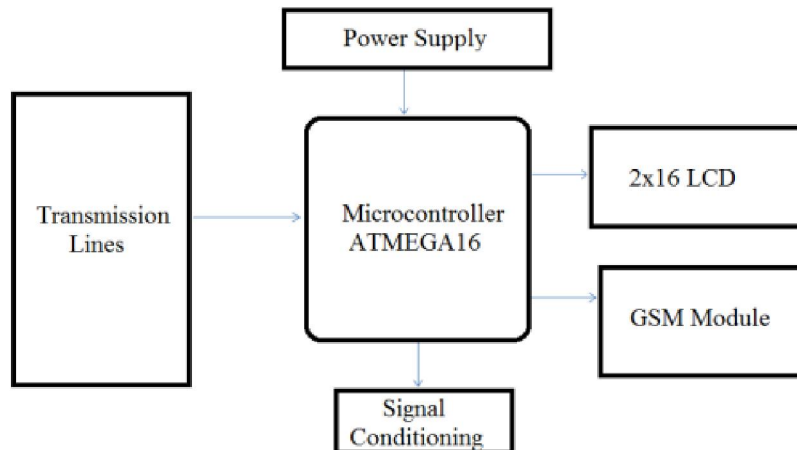 Power Supply
Transmission
Lines
Microcontroller
ATMEGA16
2x16 LCD
GSM Module
Signal
Conditioning